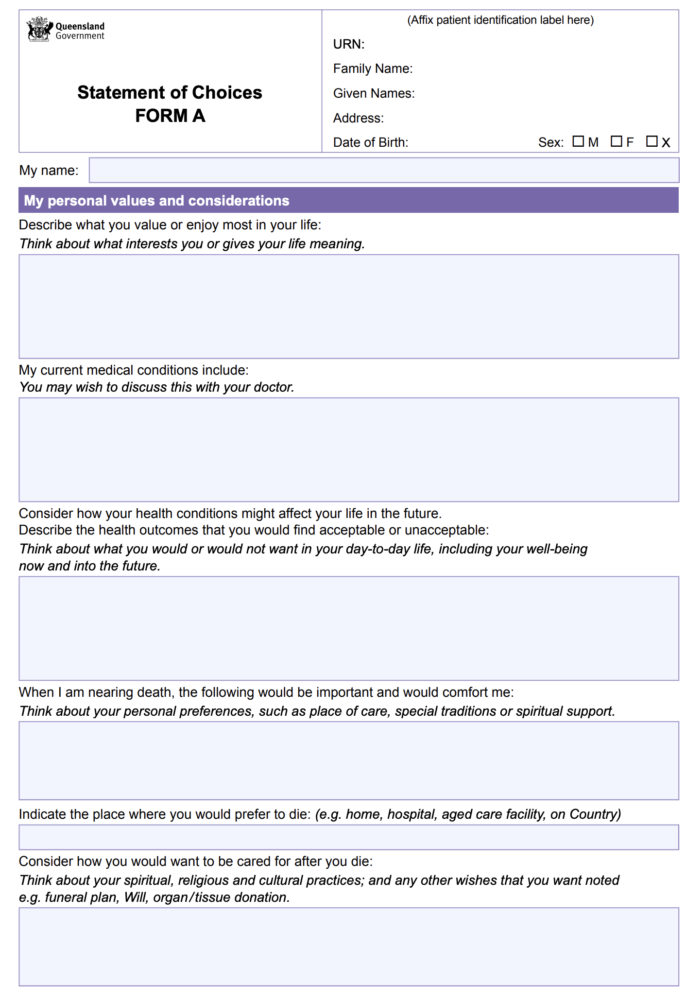 Queensland
Government
Statement of Choices
FORM A
(Affix patient identification label here)
URN:
Family Name:
Given Names:
Address:
Date of Birth: Sex: ☐ M ☐ F ☐ X
My name:
My personal values and considerations
Describe what you value or enjoy most in your life:
Think about what interests you or gives your life meaning.
My current medical conditions include:
You may wish to discuss this with your doctor.
Consider how your health conditions might affect your life in the future.
Describe the health outcomes that you would find acceptable or unacceptable:
Think about what you would or would not want in your day-to-day life, including your well-being
now and into the future.
When I am nearing death, the following would be important and would comfort me:
Think about your personal preferences, such as place of care, special traditions or spiritual support.
Indicate the place where you would prefer to die: (e.g. home, hospital, aged care facility, on Country)
Consider how you would want to be cared for after you die:
Think about your spiritual, religious and cultural practices; and any other wishes that you want noted
e.g. funeral plan, Will, organ/tissue donation.